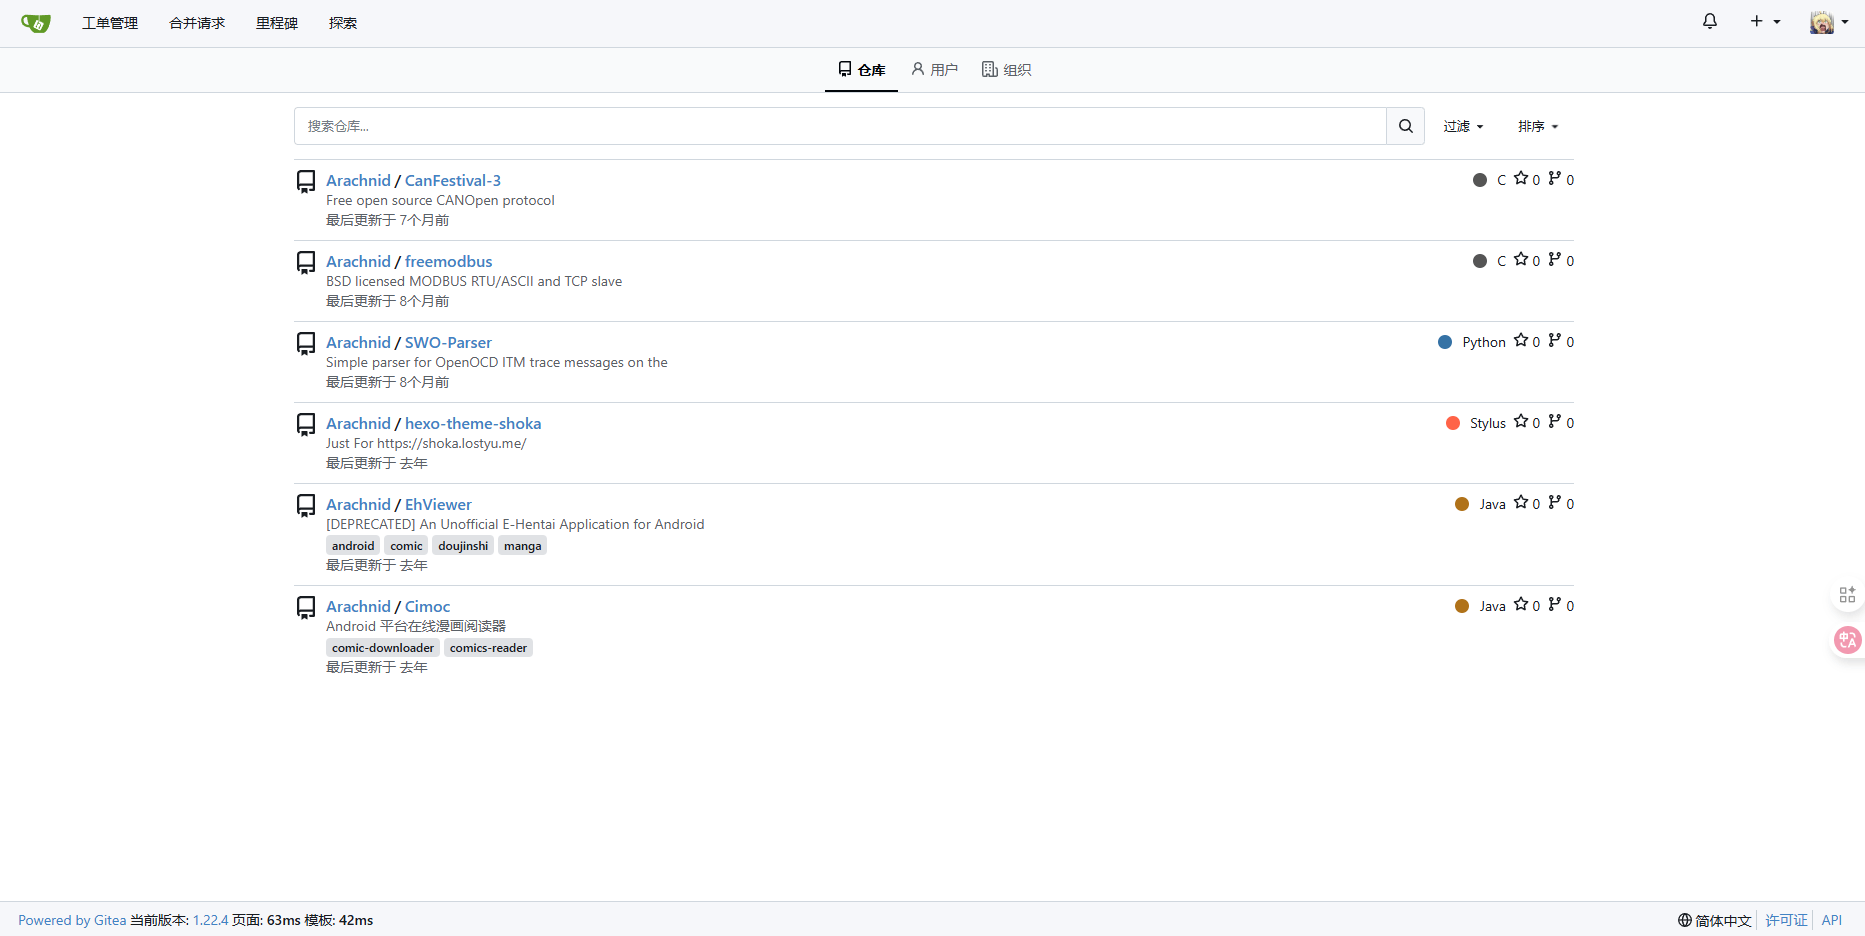 工单管理 合并请求 里程碑 探索
仓库 用户 组织
搜索仓库... 过滤 排序
Arachnid / CanFestival-3 C 0 0
Free open source CANOpen protocol
最后更新于 7个月前
Arachnid / freemodbus C 0 0
BSD licensed MODBUS RTU/ASCII and TCP slave
最后更新于 8个月前
Arachnid / SWO-Parser Python 0 0
Simple parser for OpenOCD ITM trace messages on the
最后更新于 8个月前
Arachnid / hexo-theme-shoka Stylus 0 0
Just For https://shoka.lostyu.me/
最后更新于 去年
Arachnid / EhViewer Java 0 0
[DEPRECATED] An Unofficial E-Hentai Application for Android
android comic doujinshi manga
最后更新于 去年
Arachnid / Cimoc Java 0 0
Android 平台在线漫画阅读器
comic-downloader comics-reader
最后更新于 去年
中A
Powered by Gitea 当前版本: 1.22.4 页面: 63ms 模板: 42ms 简体中文 许可证 API